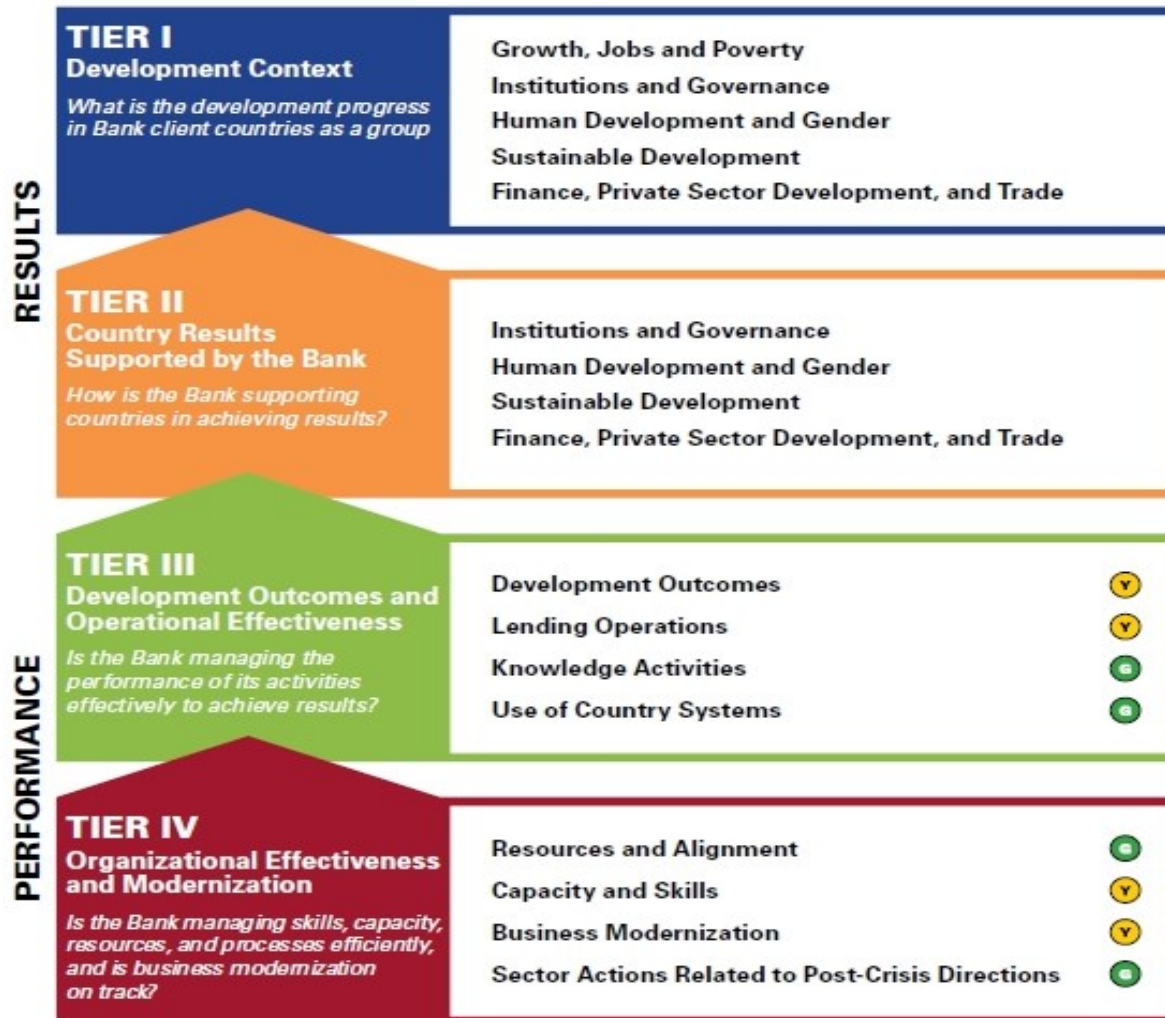 RESULTS
TIER I
Development Context
What is the development progress
in Bank client countries as a group
Growth, Jobs and Poverty
Institutions and Governance
Human Development and Gender
Sustainable Development
Finance, Private Sector Development, and Trade
TIER II
Country Results
Supported by the Bank
How is the Bank supporting
countries in achieving results?
Institutions and Governance
Human Development and Gender
Sustainable Development
Finance, Private Sector Development, and Trade
PERFORMANCE
TIER III
Development Outcomes and
Operational Effectiveness
Is the Bank managing the
performance of its activities
effectively to achieve results?
Development Outcomes Y
Lending Operations Y
Knowledge Activities G
Use of Country Systems G
TIER IV
Organizational Effectiveness
and Modernization
Is the Bank managing skills, capacity,
resources, and processes efficiently,
and is business modernization
on track?
Resources and Alignment G
Capacity and Skills Y
Business Modernization Y
Sector Actions Related to Post-Crisis Directions G